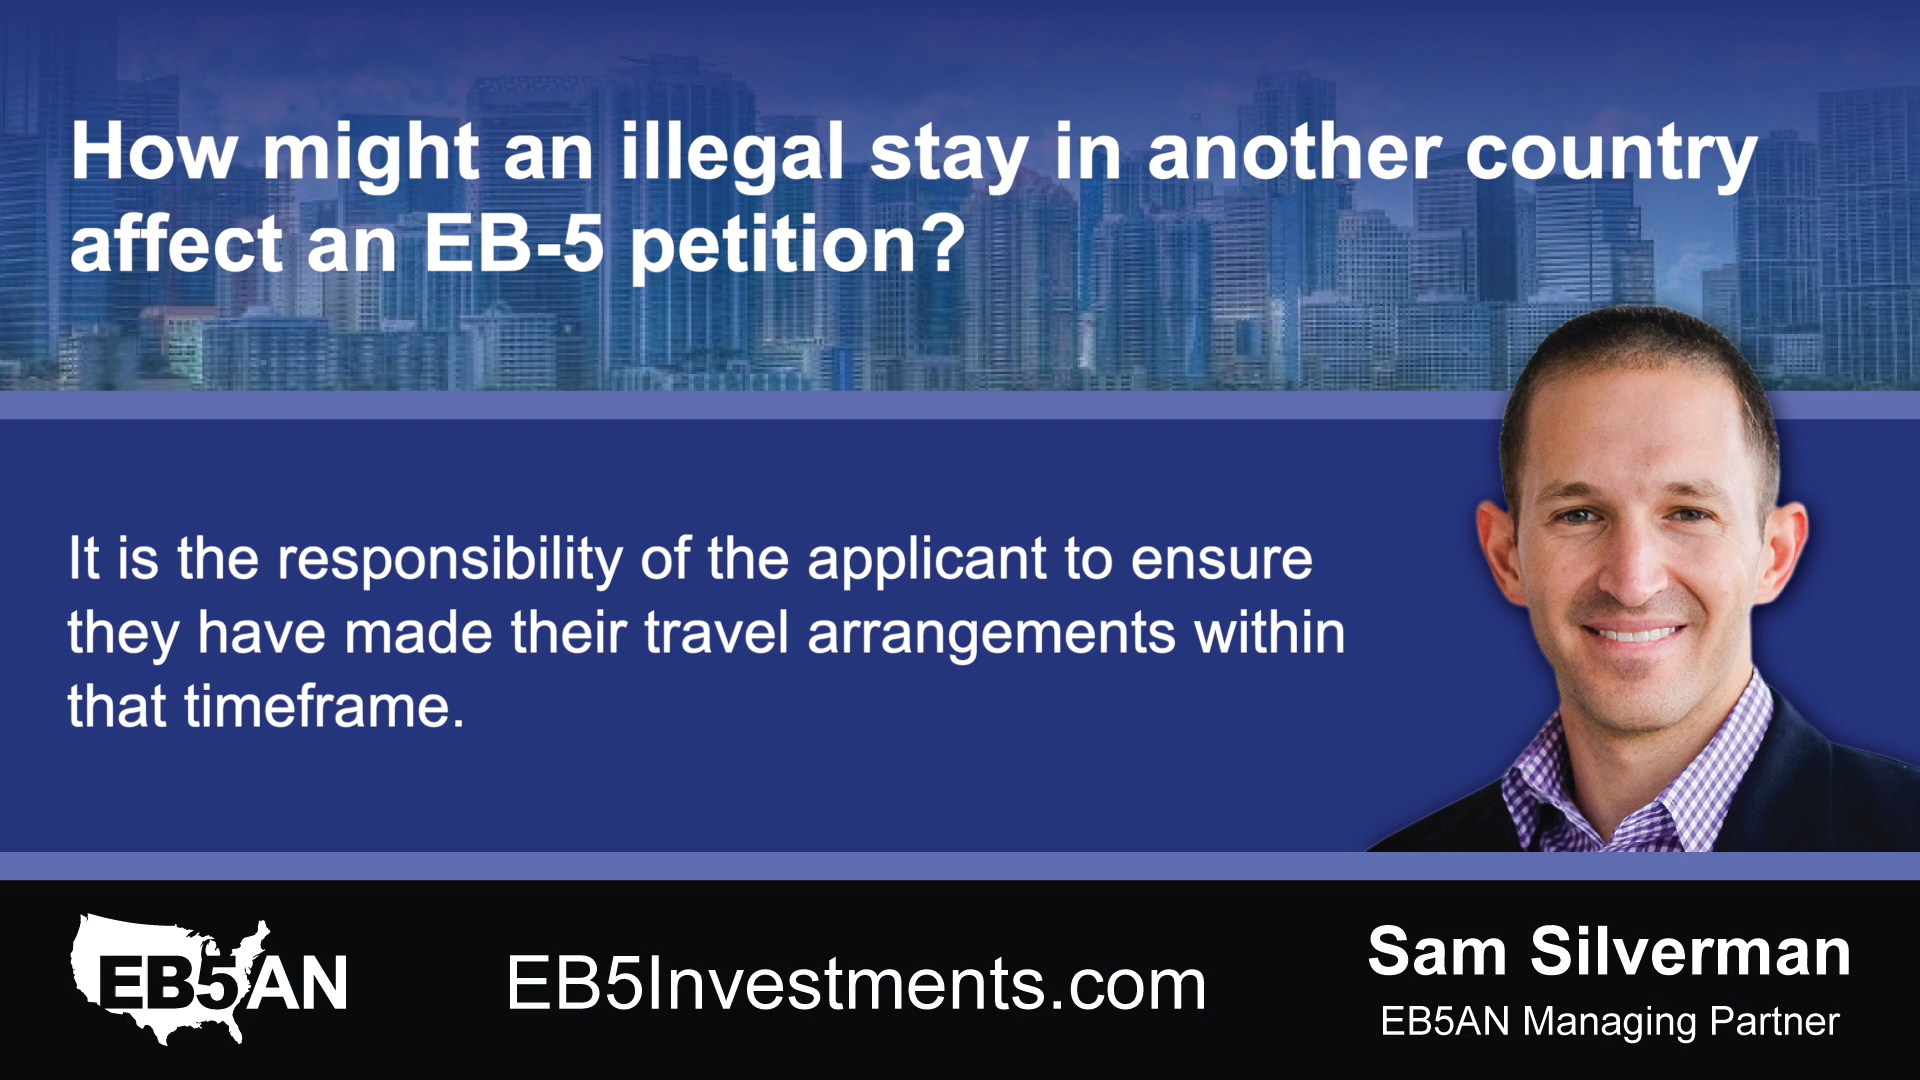 How might an illegal stay in another country
affect an EB-5 petition?
It is the responsibility of the applicant to ensure
they have made their travel arrangements within
that timeframe.
EB5AN
EB5Investments.com
Sam Silverman
EB5AN Managing Partner